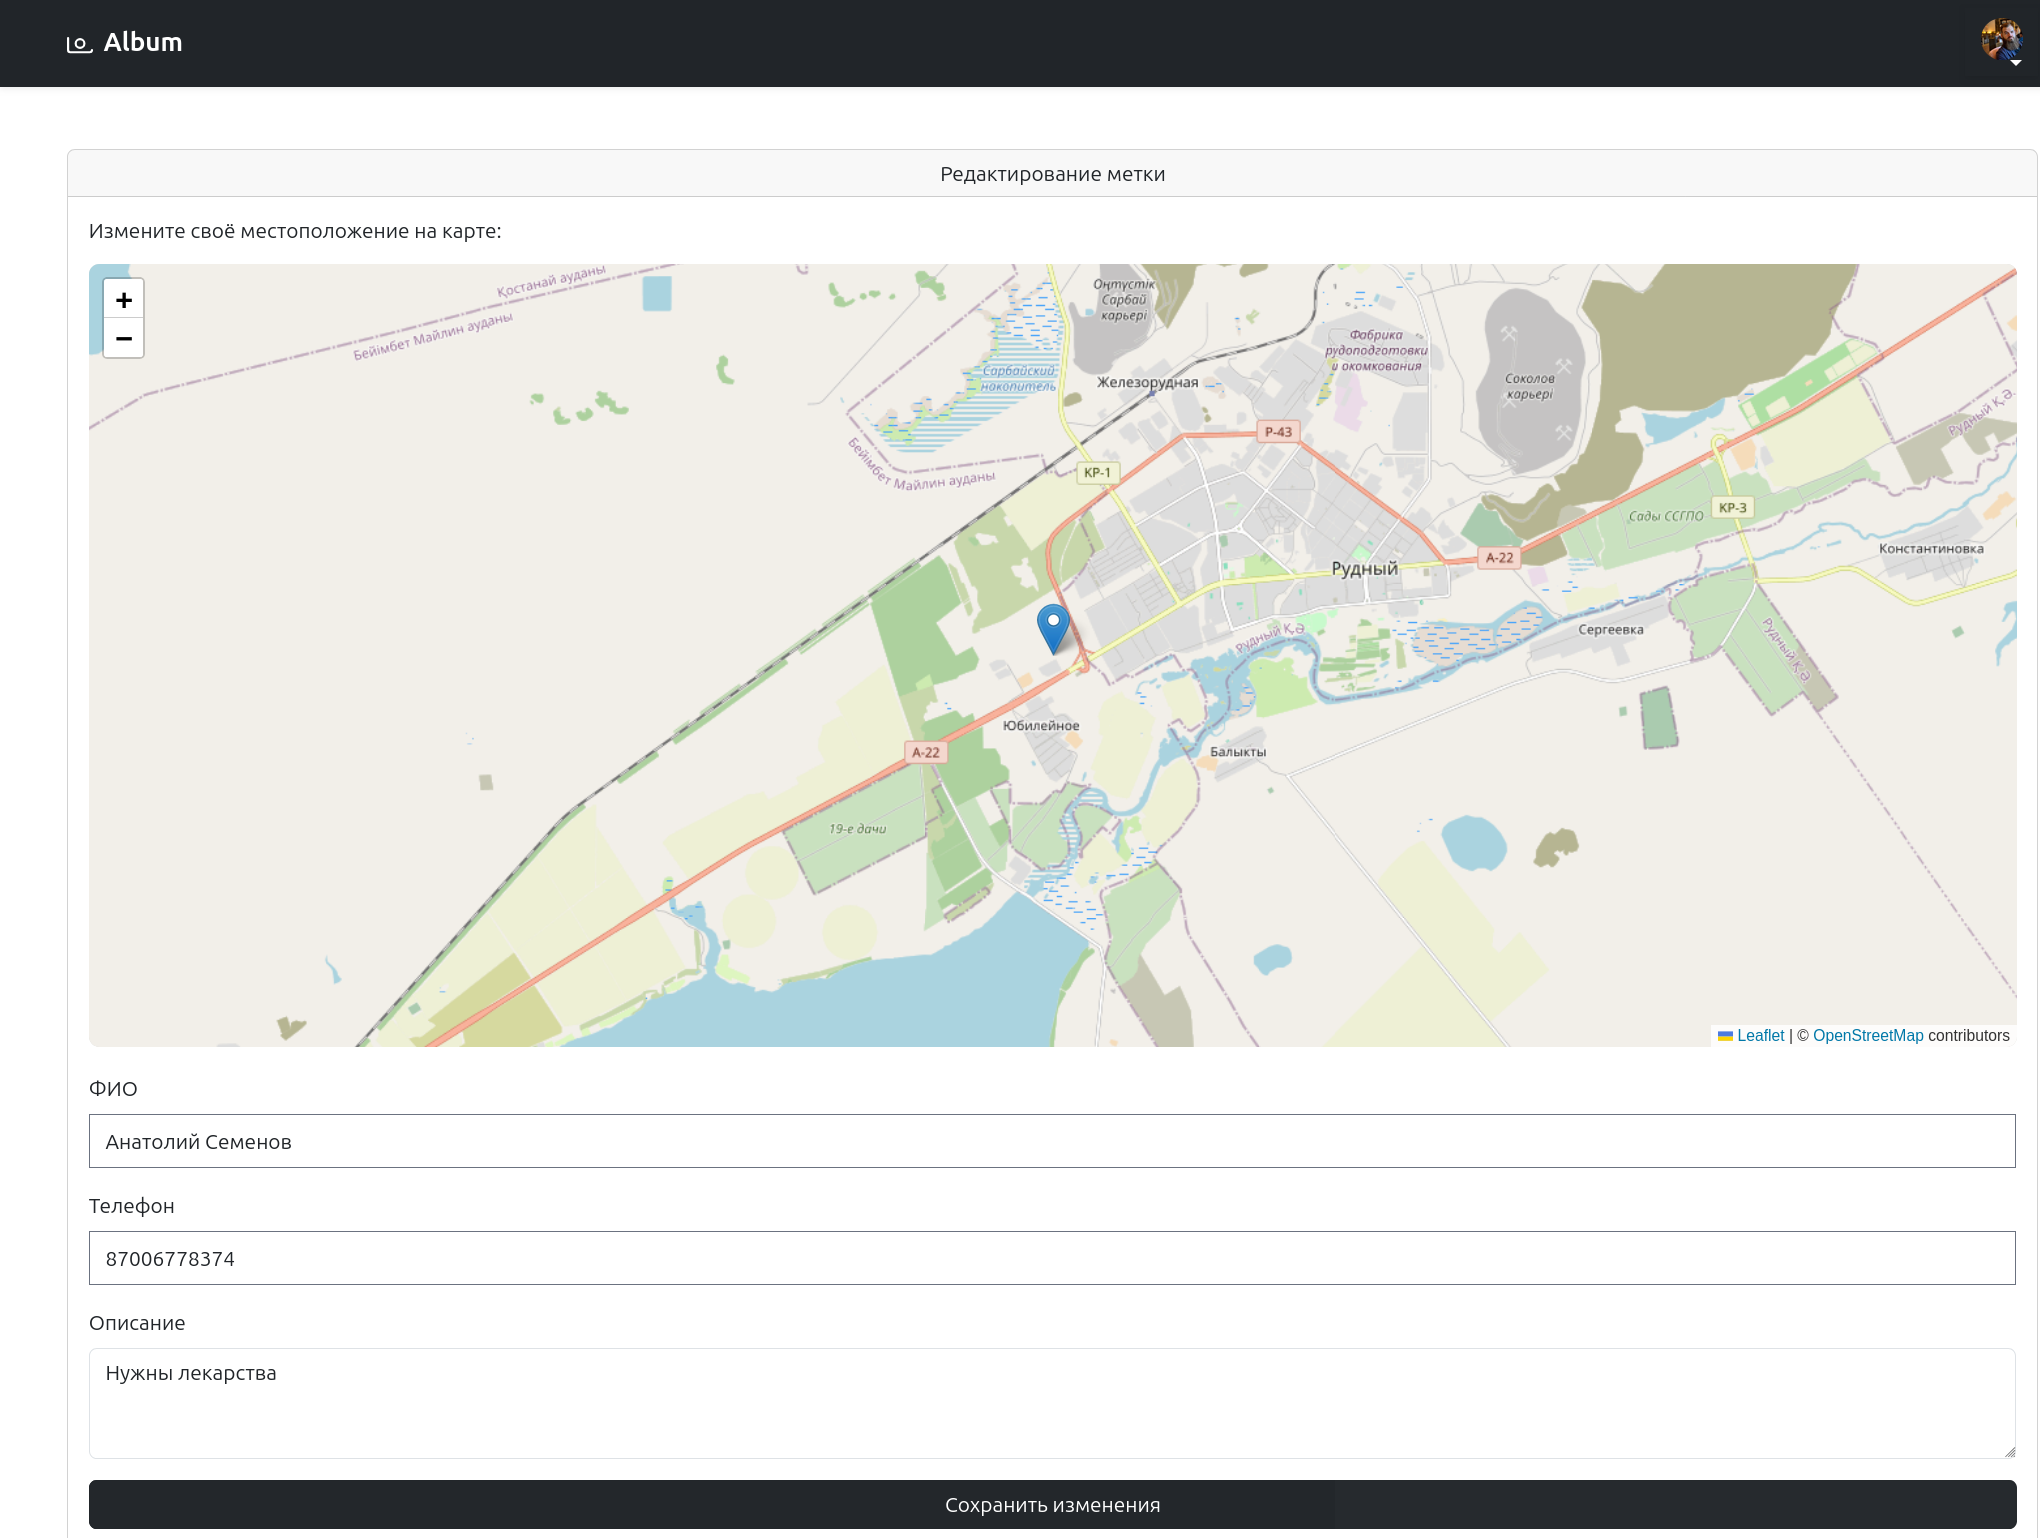 Album
Редактирование метки
Измените своё местоположение на карте:
+
−
Қостанай ауданы
Бейімбет Майлин ауданы
Оңтүстік
Сарбай
карьері
Фабрика
рудоподготовки
и окомкования
Сарбайский
накопитель
Железорудная
Соколов
карьері
Р-43
Рудный Қ.Ә.
Бейімбет Майлин ауданы
КР-1
Сады ССГПО
КР-3
Константиновка
А-22
Рудный
Рудный Қ.Ә
Сергеевка
Рудный Қ.Ә
Юбилейное
Балыкты
А-22
19-е дачи
Leaflet | © OpenStreetMap contributors
ФИО
Анатолий Семенов
Телефон
87006778374
Описание
Нужны лекарства
Сохранить изменения